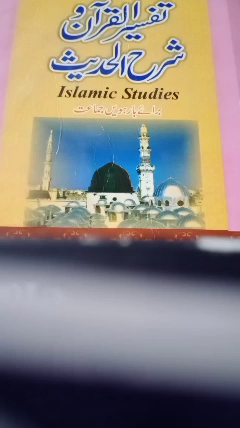 تفسیر القرآن و
شرح الحدیث
Islamic Studies
برائے بارہویں جماعت